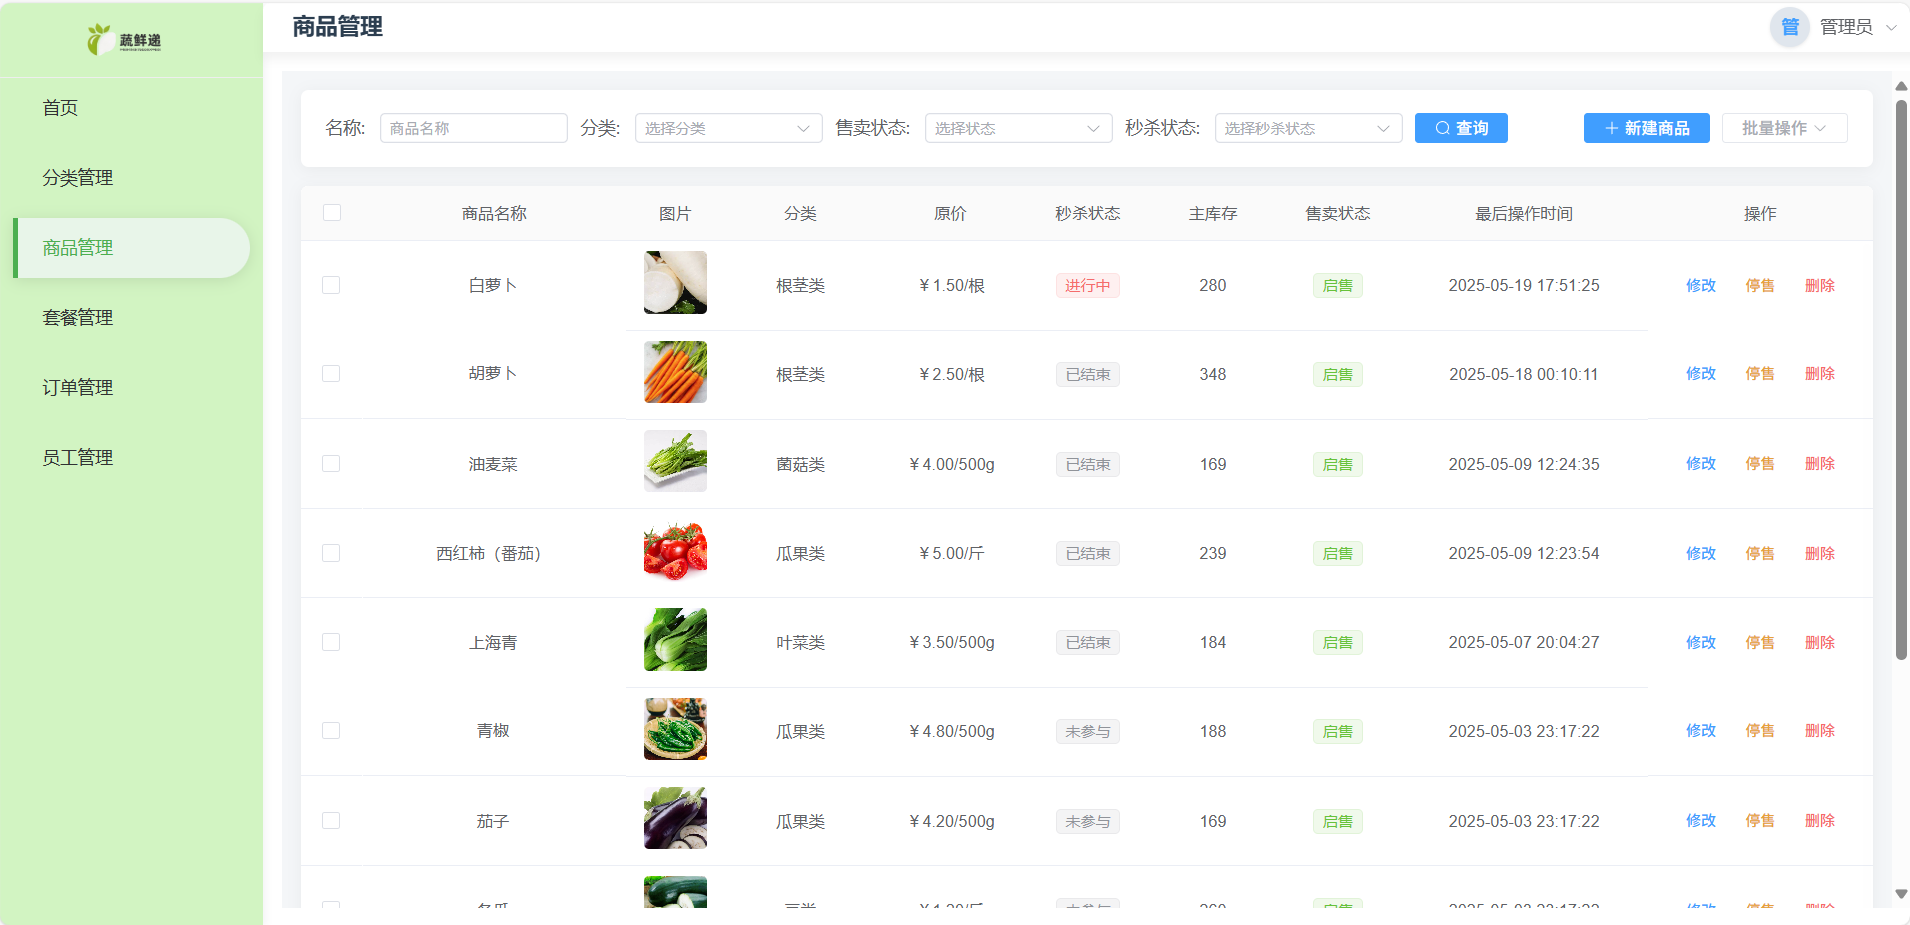 蔬鲜递
商品管理
管 管理员
首页
分类管理
商品管理
套餐管理
订单管理
员工管理
名称: 商品名称 分类: 选择分类 售卖状态: 选择状态 秒杀状态: 选择秒杀状态 查询 新建商品 批量操作
商品名称 图片 分类 原价 秒杀状态 主库存 售卖状态 最后操作时间 操作
白萝卜 根茎类 ¥1.50/根 进行中 280 启售 2025-05-19 17:51:25 修改 停售 删除
胡萝卜 根茎类 ¥2.50/根 已结束 348 启售 2025-05-18 00:10:11 修改 停售 删除
油麦菜 菌菇类 ¥4.00/500g 已结束 169 启售 2025-05-09 12:24:35 修改 停售 删除
西红柿（番茄） 瓜果类 ¥5.00/斤 已结束 239 启售 2025-05-09 12:23:54 修改 停售 删除
上海青 叶菜类 ¥3.50/500g 已结束 184 启售 2025-05-07 20:04:27 修改 停售 删除
青椒 瓜果类 ¥4.80/500g 未参与 188 启售 2025-05-03 23:17:22 修改 停售 删除
茄子 瓜果类 ¥4.20/500g 未参与 169 启售 2025-05-03 23:17:22 修改 停售 删除